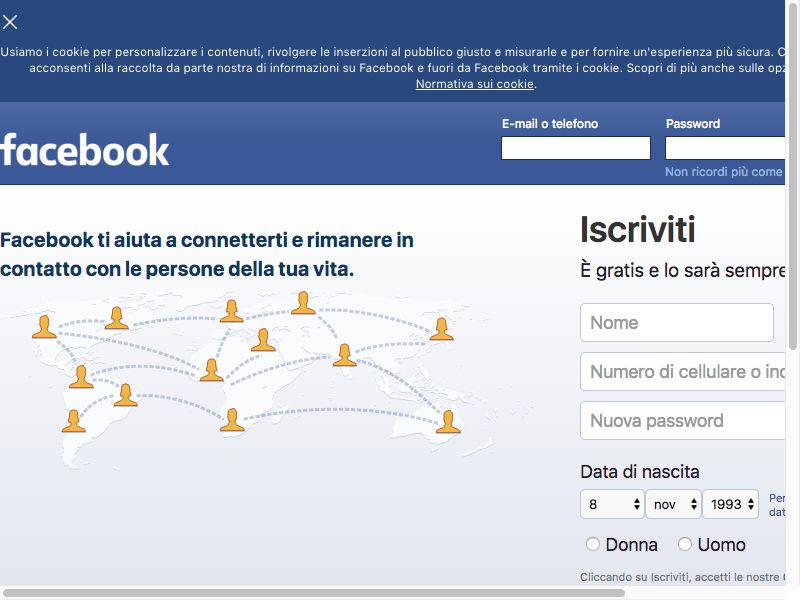 Usiamo i cookie per personalizzare i contenuti, rivolgere le inserzioni al pubblico giusto e misurarle e per fornire un'esperienza più sicura. C
acconsenti alla raccolta da parte nostra di informazioni su Facebook e fuori da Facebook tramite i cookie. Scopri di più anche sulle
Normativa sui cookie.
E-mail o telefono
Password
facebook
Non ricordi più come
Facebook ti aiuta a connetterti e rimanere in
contatto con le persone della tua vita.
Iscriviti
È gratis e lo sarà sempre
Nome
Numero di cellulare o
Nuova password
Data di nascita
8 nov 1993
Donna Uomo
Cliccando su Iscriviti, accetti le nostre